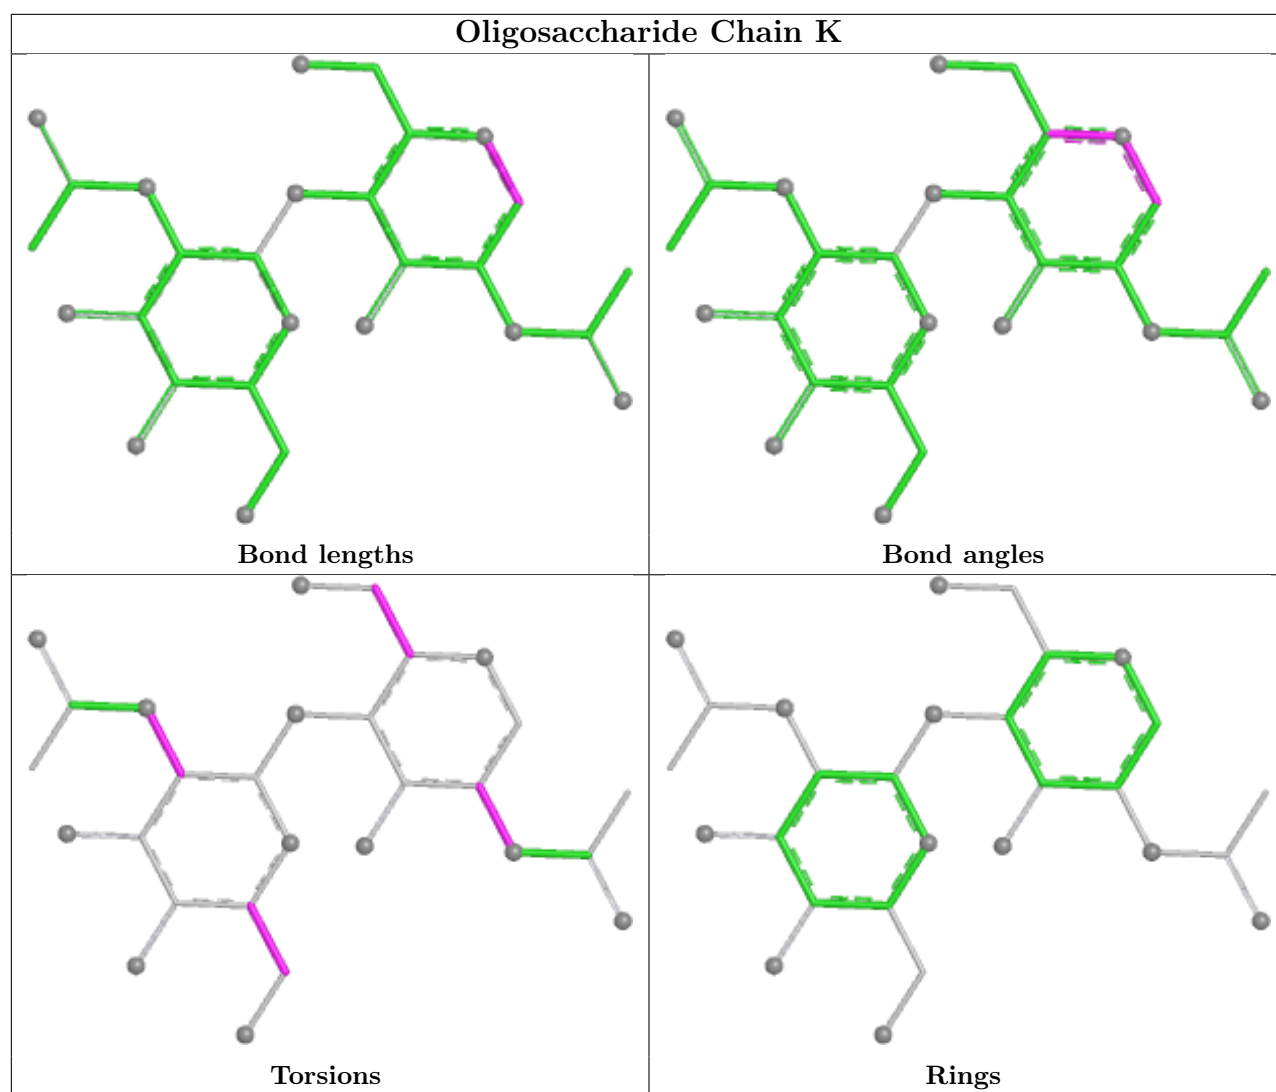 Oligosaccharide Chain K
Bond lengths
Bond angles
Torsions
Rings